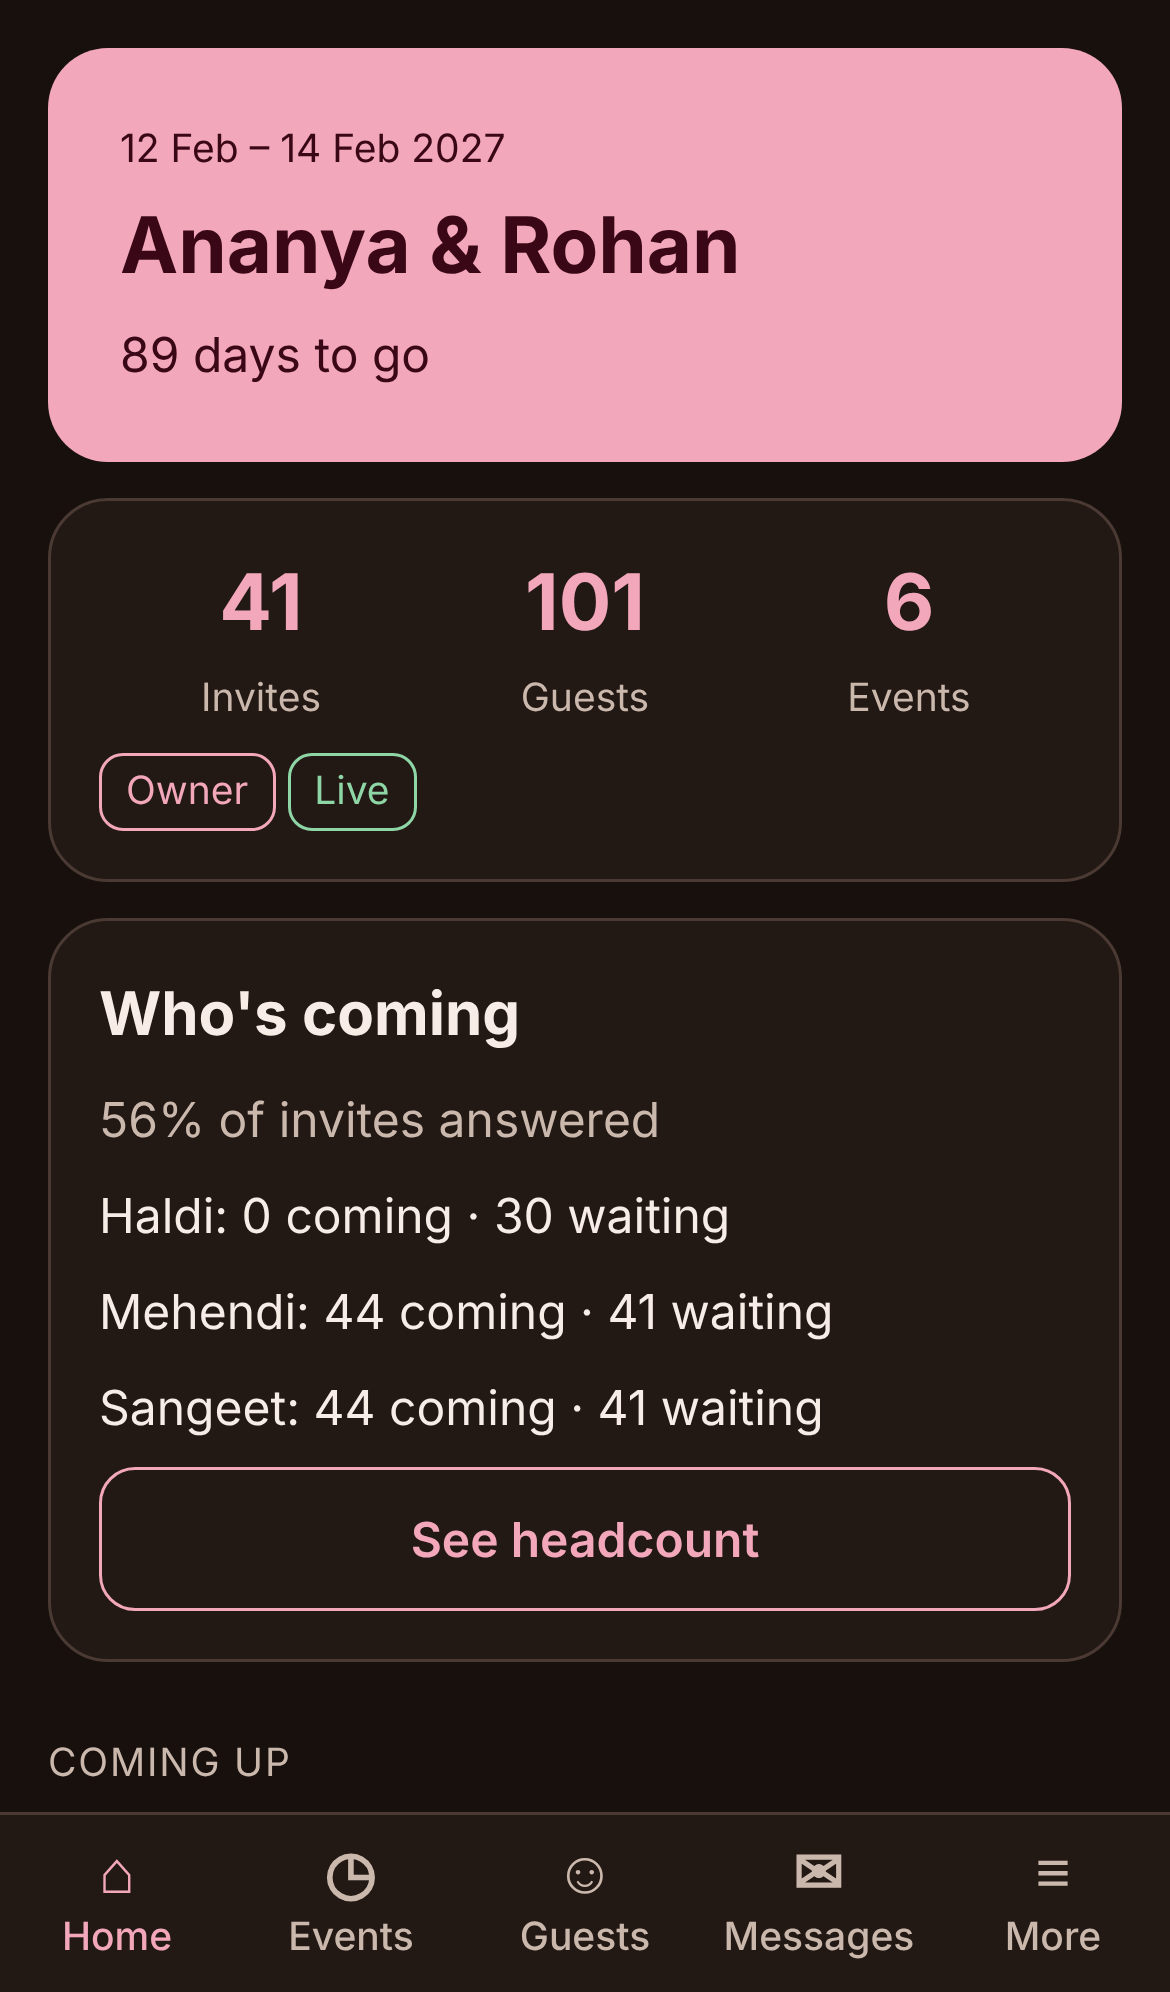 12 Feb – 14 Feb 2027
Ananya & Rohan
89 days to go
41 101 6
Invites Guests Events
Owner Live
Who's coming
56% of invites answered
Haldi: 0 coming · 30 waiting
Mehendi: 44 coming · 41 waiting
Sangeet: 44 coming · 41 waiting
See headcount
COMING UP
Home Events Guests Messages More